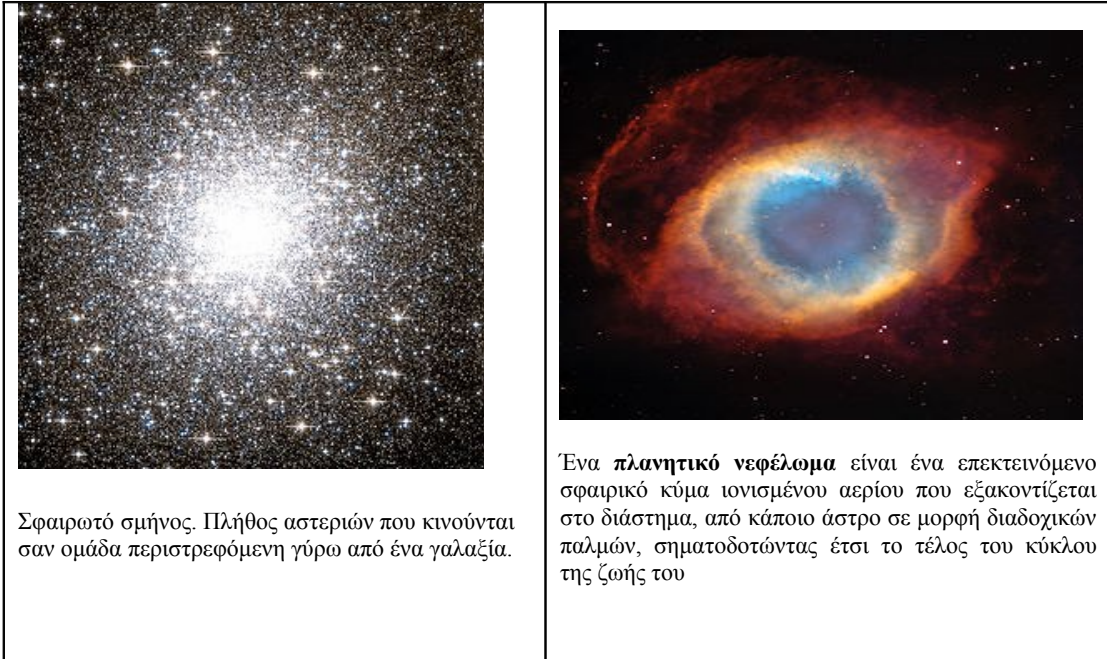 Σφαιρωτό σμήνος. Πλήθος αστεριών που κινούνται
σαν ομάδα περιστρεφόμενη γύρω από ένα γαλαξία.
Ένα πλανητικό νεφέλωμα είναι ένα επεκτεινόμενο
σφαιρικό κύμα ιονισμένου αερίου που εξακοντίζεται
στο διάστημα, από κάποιο άστρο σε μορφή διαδοχικών
παλμών, σηματοδοτώντας έτσι το τέλος του κύκλου
της ζωής του